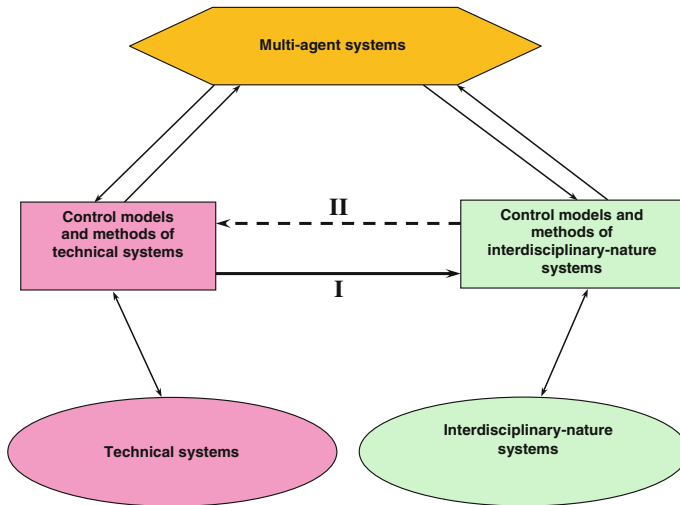 Multi-agent systems
Control models
and methods of
technical systems
II
I
Control models and
methods of
interdisciplinary-nature
systems
Technical systems
Interdisciplinary-nature
systems